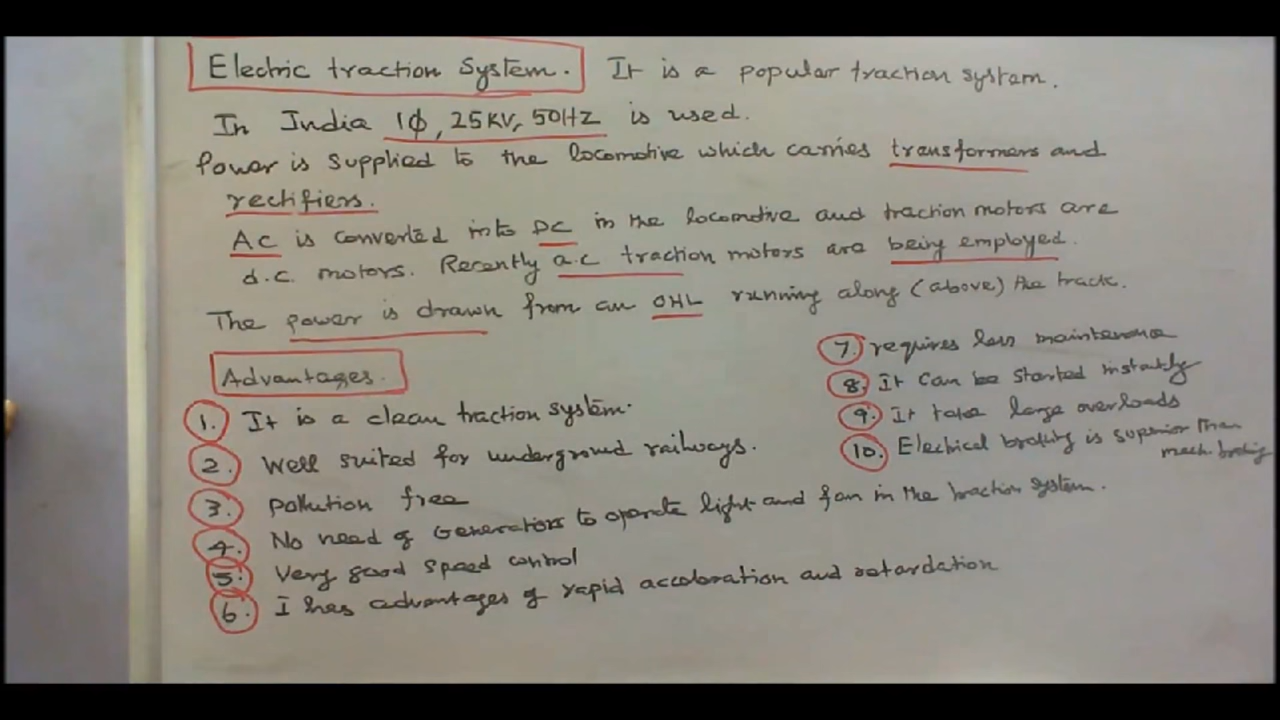 Electric traction System. It is a popular traction system.
In India 1Φ, 25KV, 50HZ is used.
Power is supplied to the locomotive which carries transformers and
rectifiers.
AC is converted into DC in the locomotive and traction motors are
d.c. motors. Recently a.c traction motors are being employed.
The power is drawn from an OHL running along (above) the track.
Advantages.
1. It is a clean traction system.
2. Well suited for underground railways.
3. pollution free
4. No need of Generators to operate light and fan in the traction system.
5. Very good speed control
6. I has advantages of rapid accoloration and retardation
7. requires less maintenance
8. It can be started instantly
9. It take large overloads
10. Electical braking is superior than
mech. braking